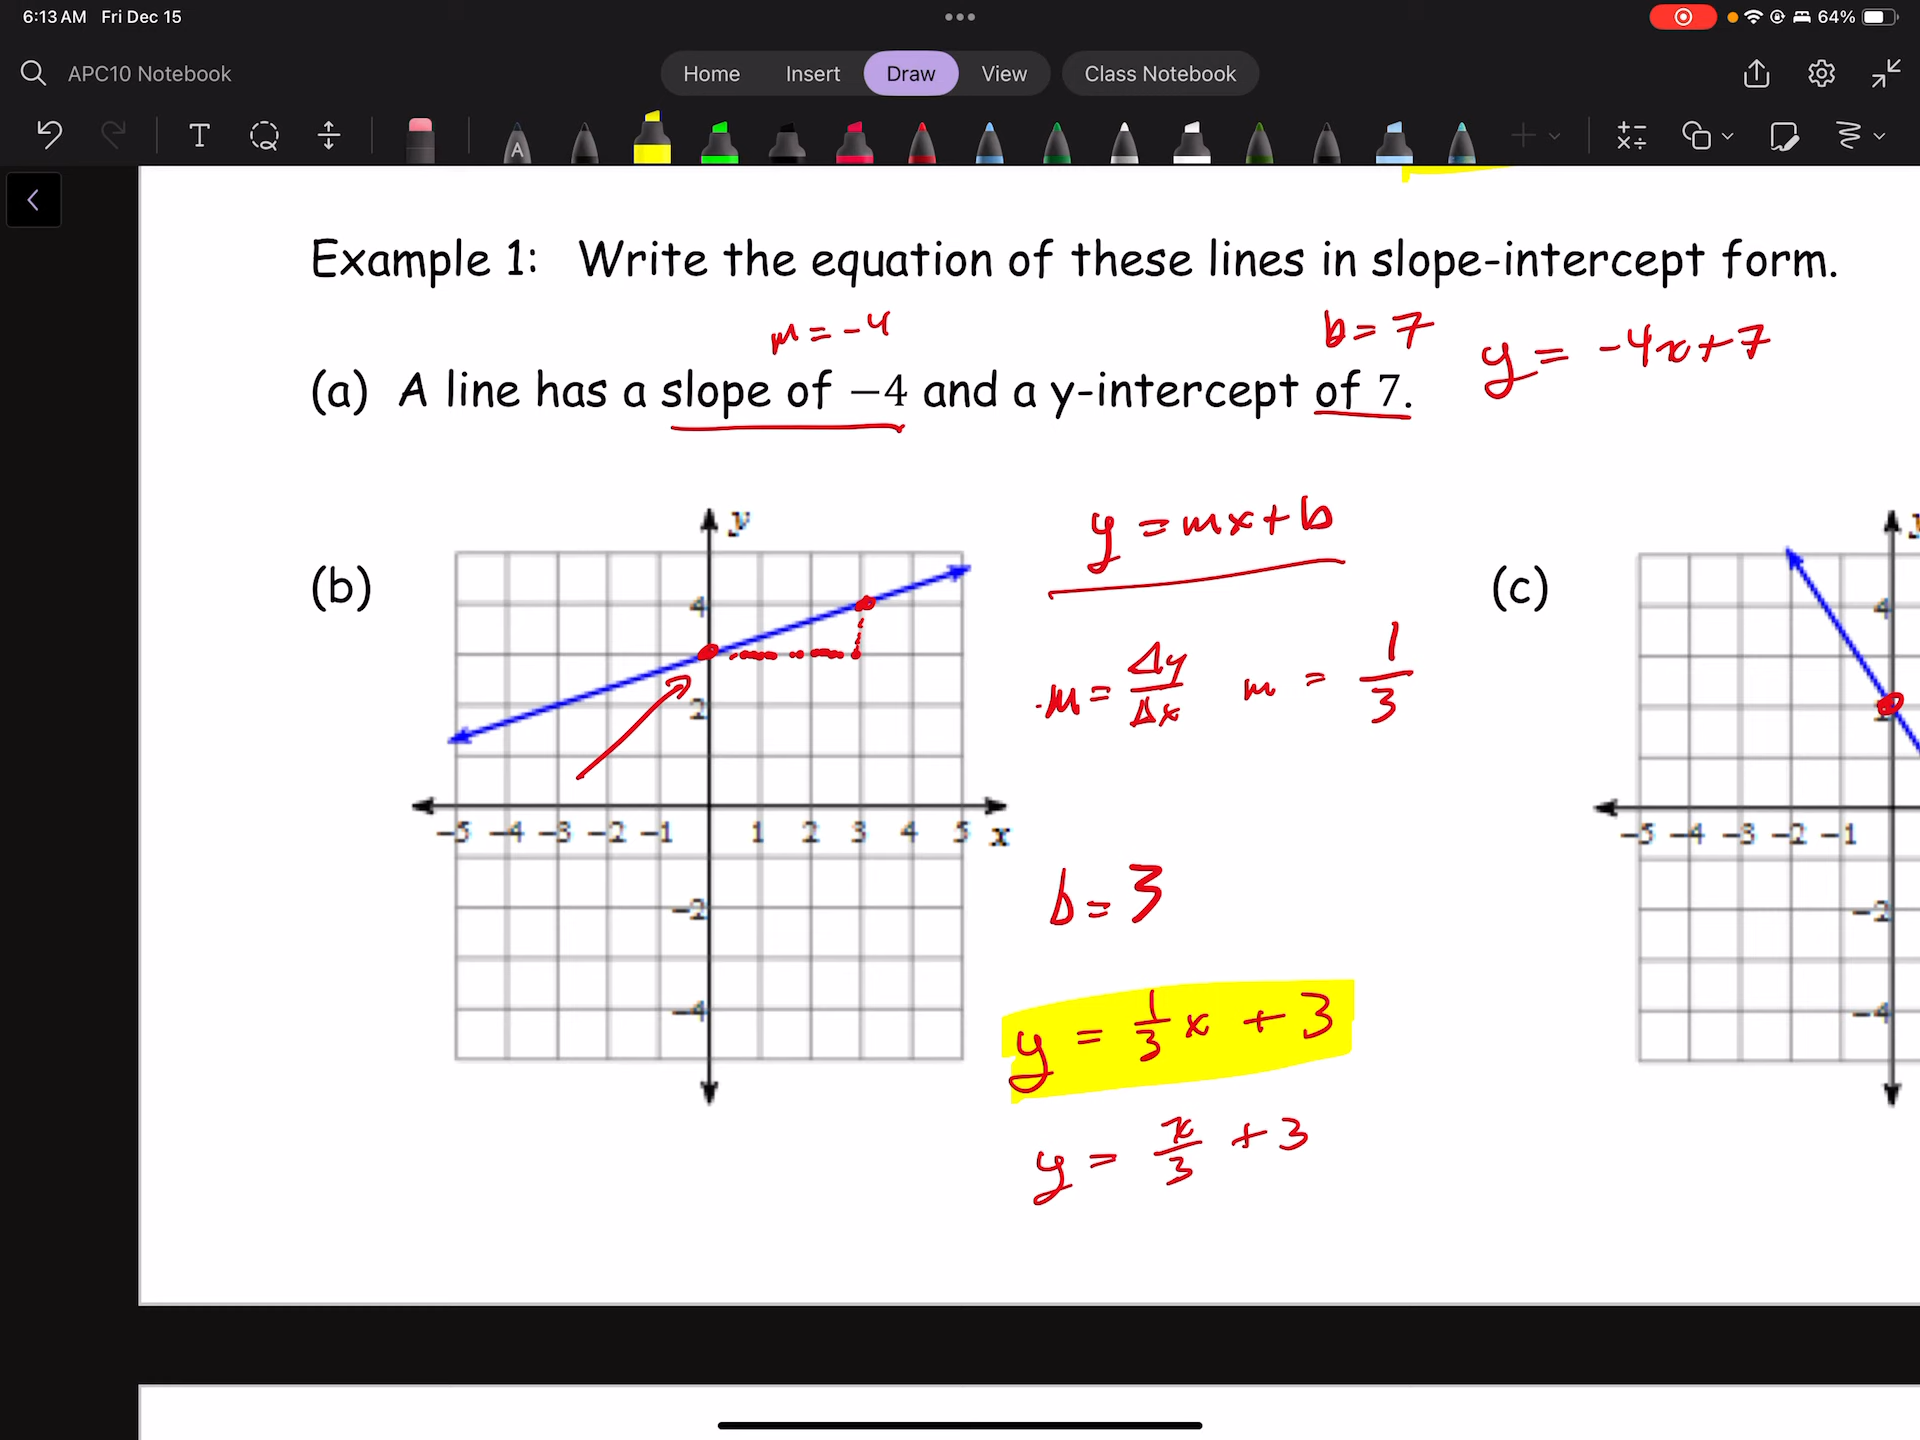 6:13 AM Fri Dec 15
64%
APC10 Notebook
Home Insert Draw View Class Notebook
T
A
Example 1: Write the equation of these lines in slope-intercept form.
m = -4
b = 7
y = -4x+7
(a) A line has a slope of −4 and a y-intercept of 7.
(b)
y
4
2
-5 -4 -3 -2 -1 1 2 3 4 5 x
-2
-4
y = mx + b
m = Δy/Δx m = 1/3
b = 3
y = 1/3 x + 3
y = x/3 + 3
(c)
4
-5 -4 -3 -2 -1
-2
-4